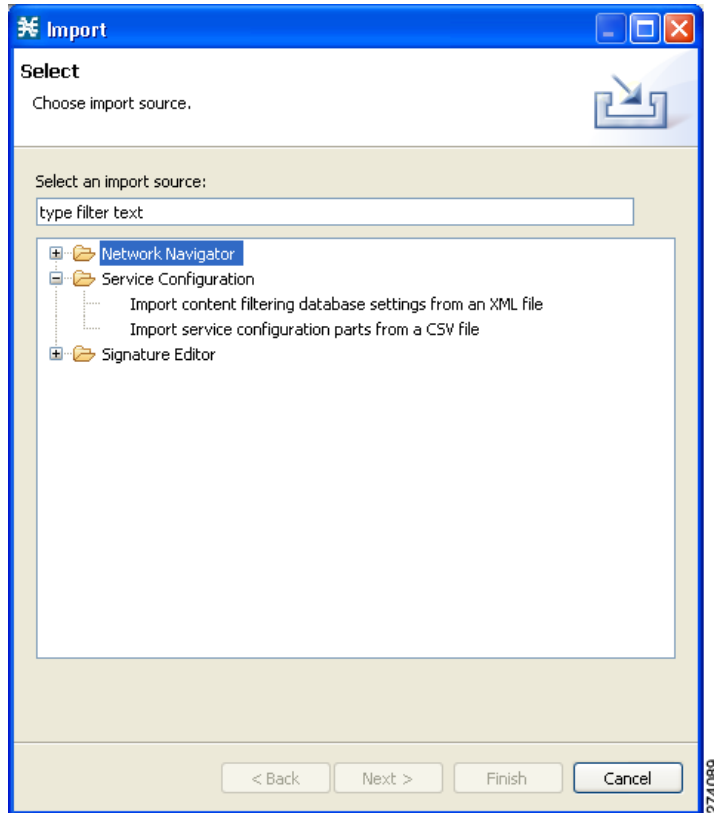 Import
Select
Choose import source.
Select an import source:
type filter text
Network Navigator
Service Configuration
Import content filtering database settings from an XML file
Import service configuration parts from a CSV file
Signature Editor
< Back Next > Finish Cancel
274089